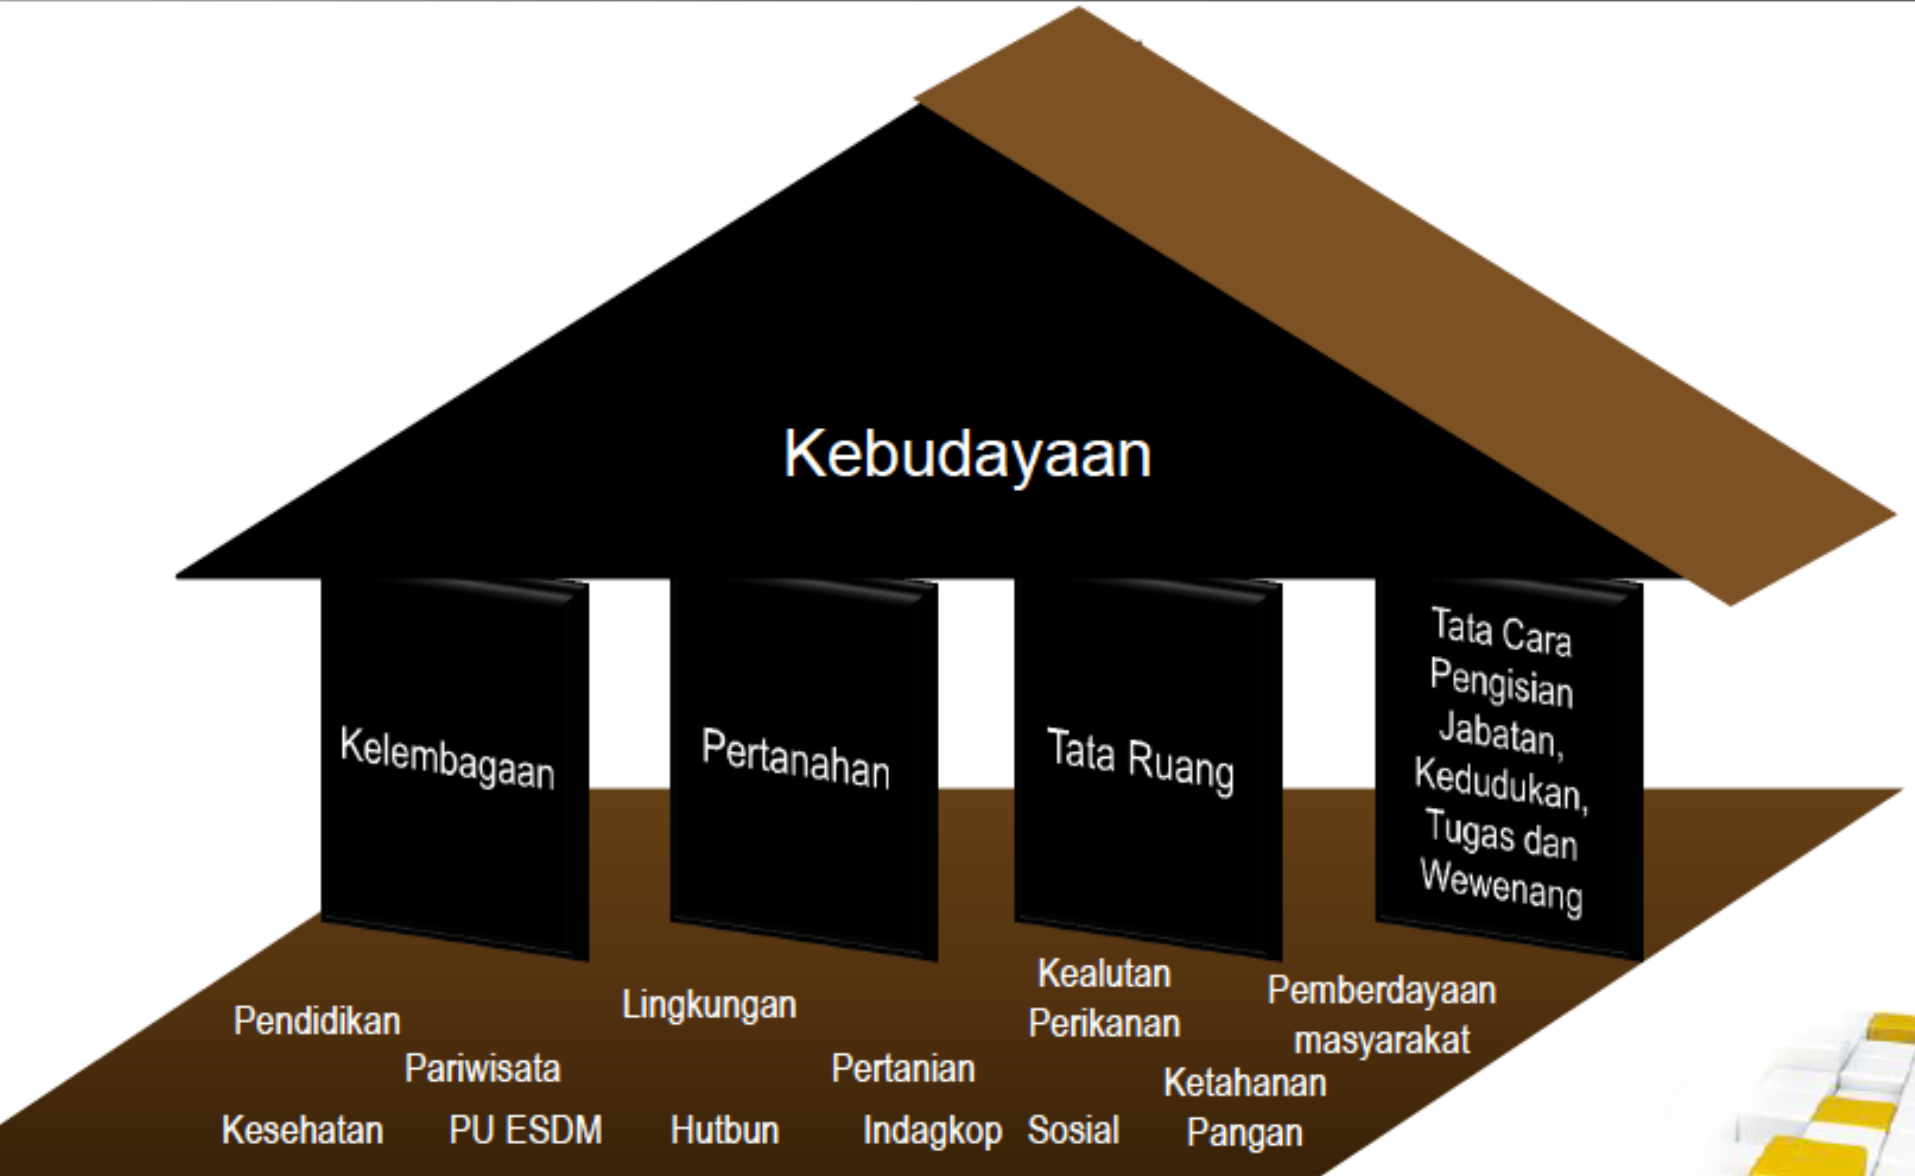 Kebudayaan
Kelembagaan
Pertanahan
Tata Ruang
Tata Cara
Pengisian
Jabatan,
Kedudukan,
Tugas dan
Wewenang
Pendidikan
Lingkungan
Kealutan
Perikanan
Pemberdayaan
masyarakat
Pariwisata
Pertanian
Ketahanan
Pangan
Kesehatan
PU ESDM
Hutbun
Indagkop
Sosial